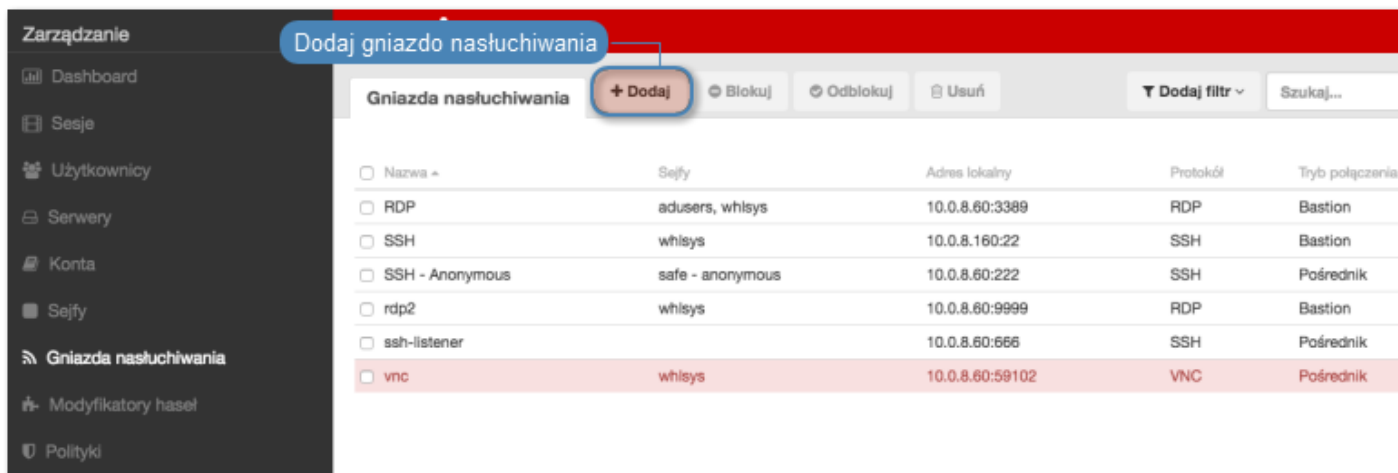 Zarządzanie
Dodaj gniazdo nasłuchiwania
Dashboard
Gniazda nasłuchiwania + Dodaj Blokuj Odblokuj Usuń Dodaj filtr Szukaj...
Sesje
Użytkownicy
Nazwa Sejfy Adres lokalny Protokół Tryb połączenia
RDP adusers, whlsys 10.0.8.60:3389 RDP Bastion
Serwery
SSH whlsys 10.0.8.160:22 SSH Bastion
Konta
SSH - Anonymous safe - anonymous 10.0.8.60:222 SSH Pośrednik
Sejfy
rdp2 whlsys 10.0.8.60:9999 RDP Bastion
ssh-listener 10.0.8.60:666 SSH Pośrednik
Gniazda nasłuchiwania
vnc whlsys 10.0.8.60:59102 VNC Pośrednik
Modyfikatory haseł
Polityki